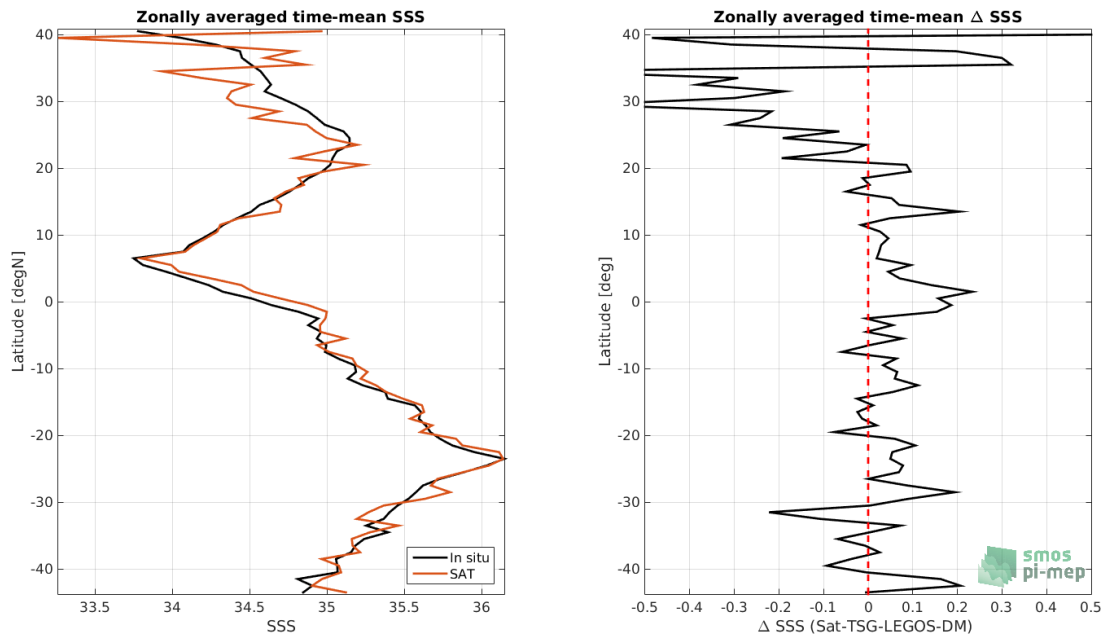 Zonally averaged time-mean SSS
40
30
20
10
0
-10
-20
-30
-40
Latitude [degN]
33.5 34 34.5 35 35.5 36
SSS
In situ
SAT
Zonally averaged time-mean Δ SSS
40
30
20
10
0
-10
-20
-30
-40
Latitude [deg]
-0.5 -0.4 -0.3 -0.2 -0.1 0 0.1 0.2 0.3 0.4 0.5
Δ SSS (Sat-TSG-LEGOS-DM)
smos
pi-mep